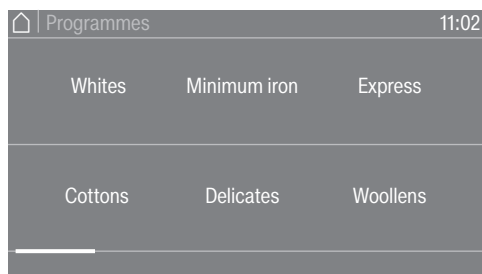 Programmes 11:02
Whites Minimum iron Express
Cottons Delicates Woollens